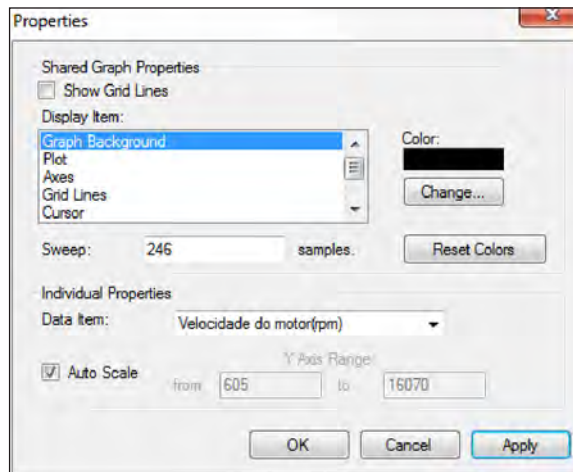 Properties
Shared Graph Properties
Show Grid Lines
Display Item:
Graph Background
Plot
Axes
Grid Lines
Cursor
Color:
Change...
Sweep: 246 samples.
Reset Colors
Individual Properties
Data Item: Velocidade do motor(rpm)
Auto Scale
Y Axis Range:
from 605 to 16070
OK Cancel Apply